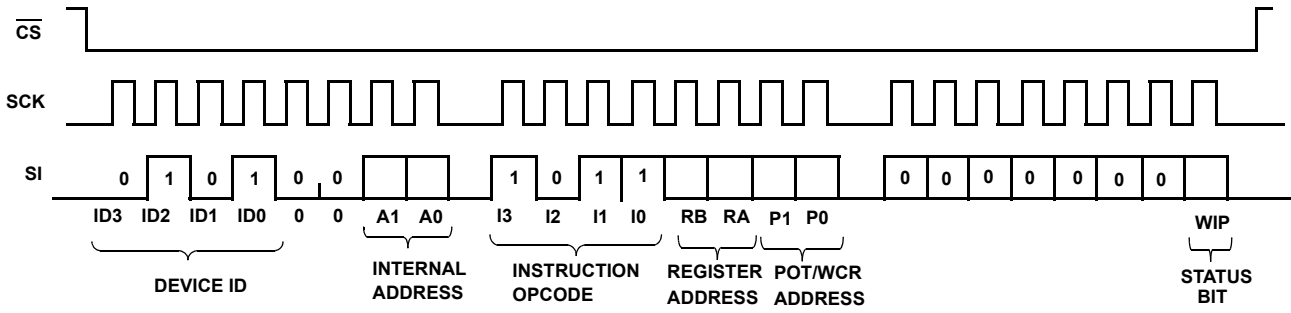 CS
SCK
SI
0 1 0 1 0 0 1 0 1 1 0 0 0 0 0 0 0
ID3 ID2 ID1 ID0 0 0 A1 A0 I3 I2 I1 I0 RB RA P1 P0 WIP
DEVICE ID
INTERNAL
ADDRESS
INSTRUCTION
OPCODE
REGISTER
ADDRESS
POT/WCR
ADDRESS
STATUS
BIT